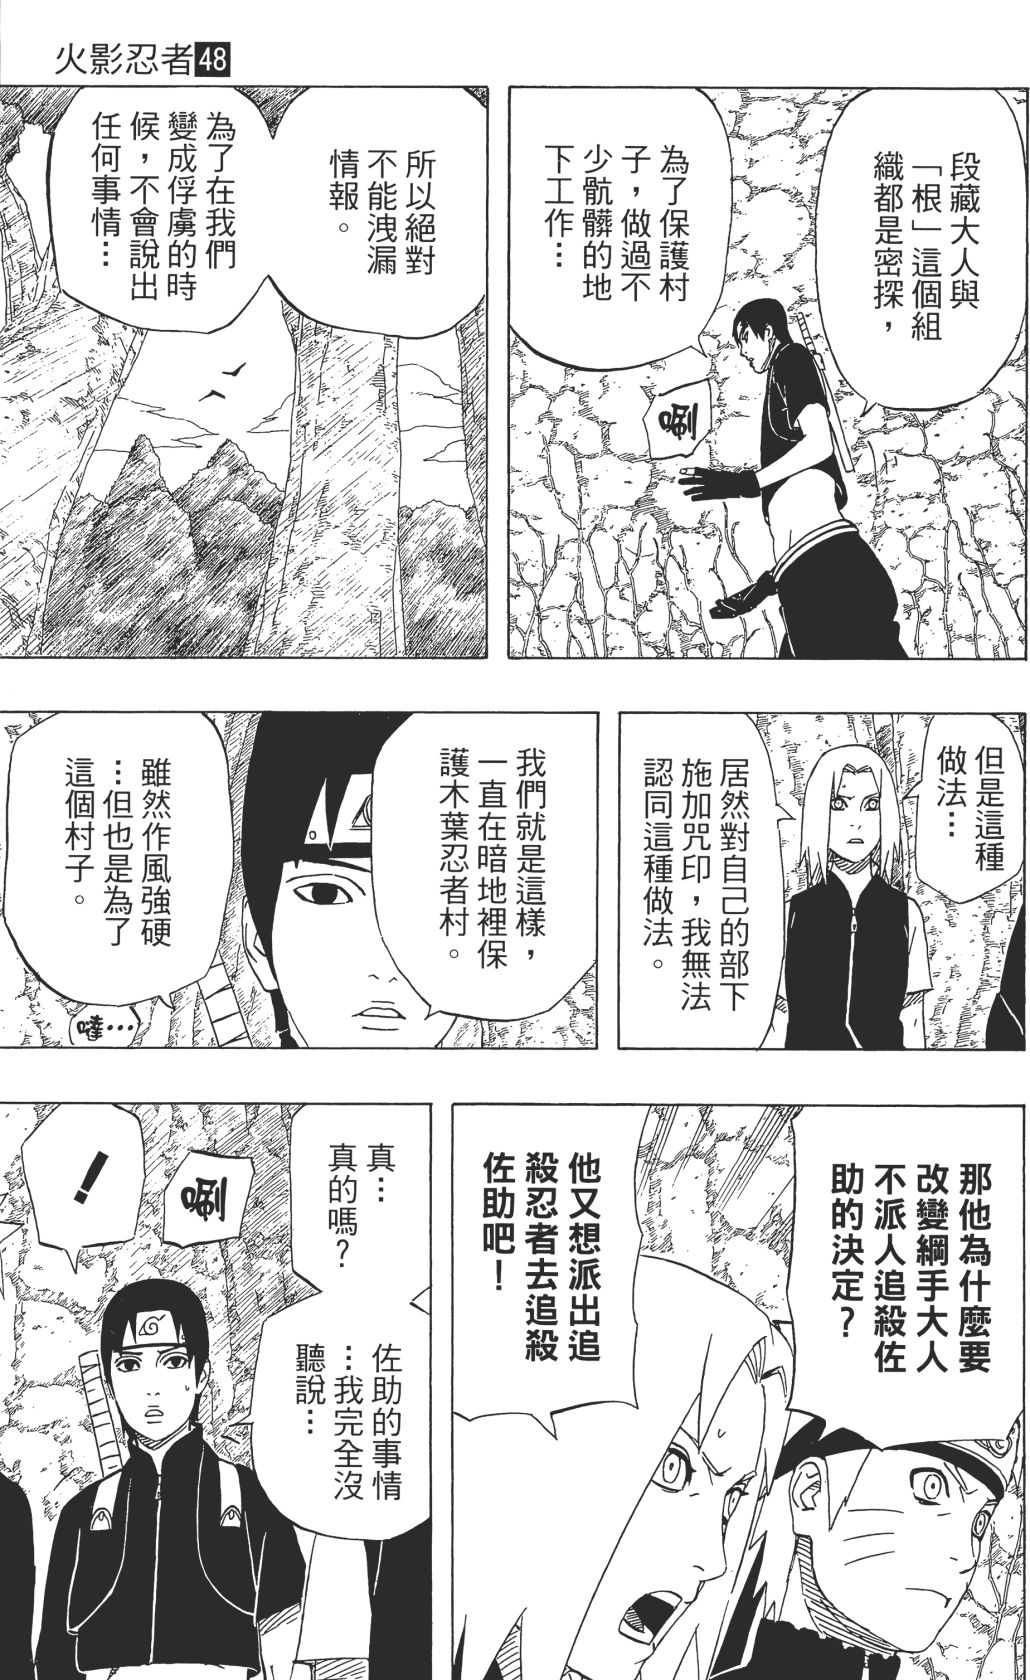 火影忍者48
段藏大人與
「根」這個組
織都是密探，
為了保護村
子，做過不
少骯髒的地
下工作…
唰
所以絕對
不能洩漏
情報。
為了在我們
變成俘虜的時
候，不會說出
任何事情…
但是這種
做法…
居然對自己的部下
施加咒印，我無法
認同這種做法。
我們就是這樣，
一直在暗地裡保
護木葉忍者村。
雖然作風強硬
…但也是為了
這個村子。
噠…
那他為什麼要
改變綱手大人
不派人追殺佐
助的決定？
他又想派出追
殺忍者去追殺
佐助吧！
真…
真的嗎？
佐助的事情
…我完全沒
聽說…
唰
！